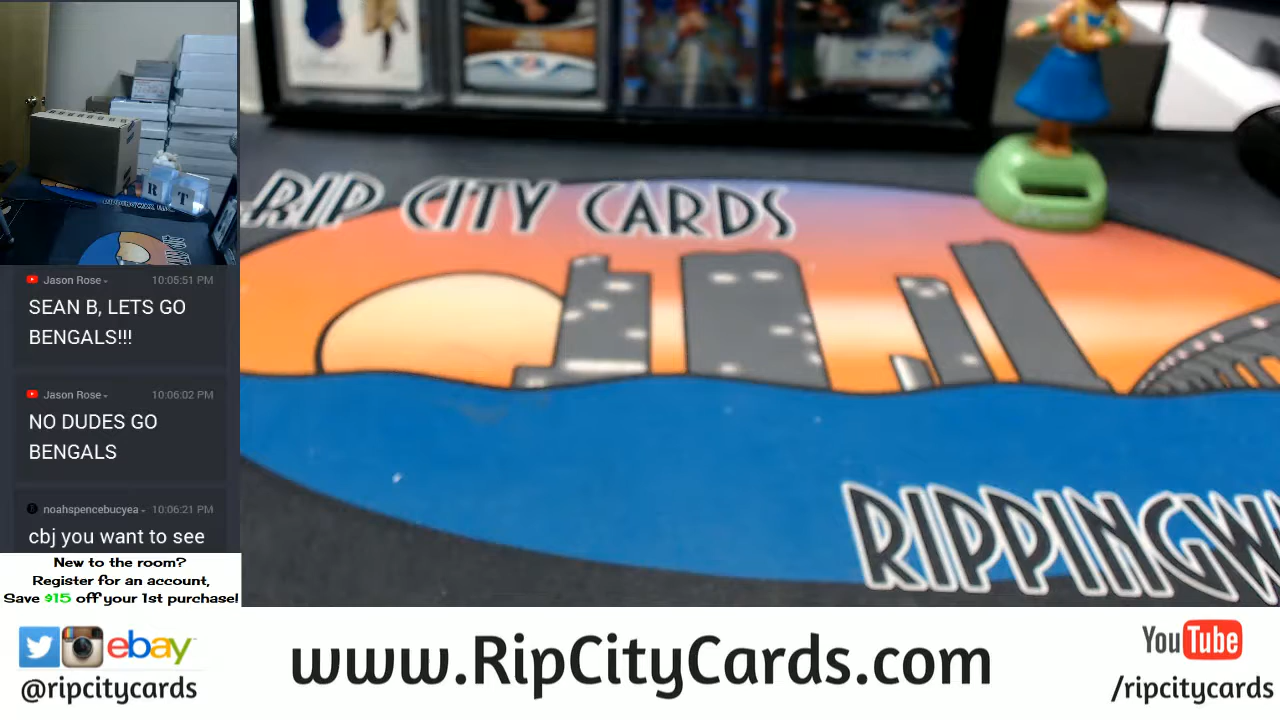 RIP CITY CARDS
RIPPINGW
R T
Jason Rose - 10:05:51 PM
SEAN B, LETS GO
BENGALS!!!
Jason Rose - 10:06:02 PM
NO DUDES GO
BENGALS
noahspencebucyea - 10:06:21 PM
cbj you want to see
New to the room?
Register for an account,
Save $15 off your 1st purchase!
ebay
@ripcitycards
www.RipCityCards.com
YouTube
/ripcitycards